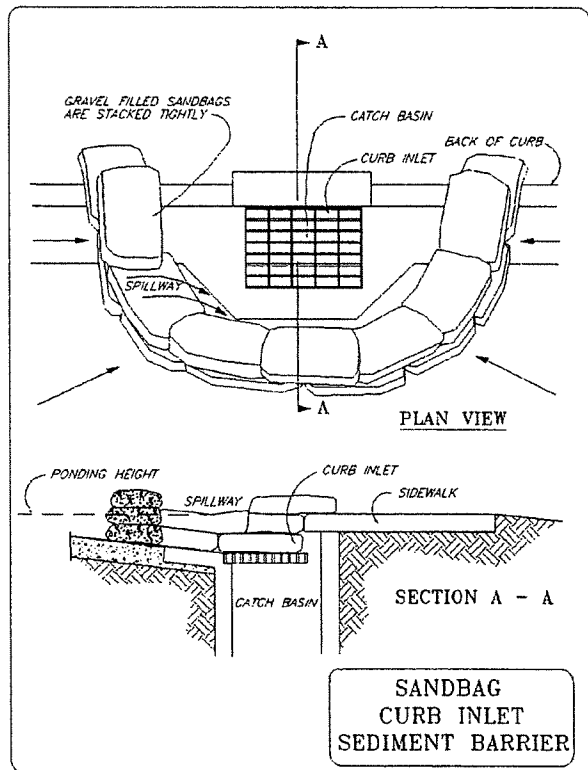 A
GRAVEL FILLED SANDBAGS
ARE STACKED TIGHTLY
CATCH BASIN
CURB INLET
BACK OF CURB
SPILLWAY
A
PLAN VIEW
PONDING HEIGHT
SPILLWAY
CURB INLET
SIDEWALK
CATCH BASIN
SECTION A - A
SANDBAG
CURB INLET
SEDIMENT BARRIER